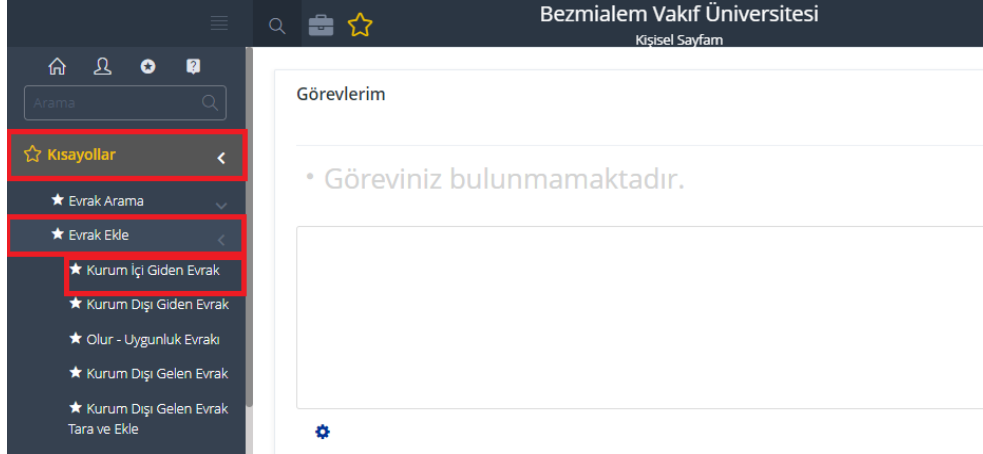 Bezmialem Vakıf Üniversitesi
Kişisel Sayfam
Arama
Kısayollar
Evrak Arama
Evrak Ekle
Kurum İçi Giden Evrak
Kurum Dışı Giden Evrak
Olur - Uygunluk Evrakı
Kurum Dışı Gelen Evrak
Kurum Dışı Gelen Evrak
Tara ve Ekle
Görevlerim
• Göreviniz bulunmamaktadır.